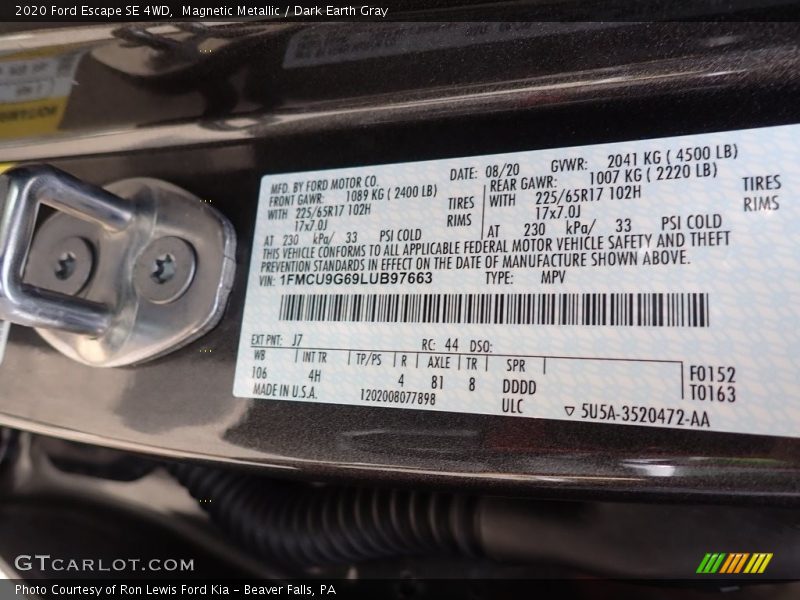 2020 Ford Escape SE 4WD,  Magnetic Metallic / Dark Earth Gray
MFD. BY FORD MOTOR CO.
DATE: 08/20
GVWR: 2041 KG ( 4500 LB)
FRONT GAWR: 1089 KG ( 2400 LB)
REAR GAWR: 1007 KG ( 2220 LB)
WITH 225/65R17 102H TIRES
WITH 225/65R17 102H TIRES
17x7.0J RIMS
17x7.0J RIMS
AT 230 kPa/ 33 PSI COLD
AT 230 kPa/ 33 PSI COLD
THIS VEHICLE CONFORMS TO ALL APPLICABLE FEDERAL MOTOR VEHICLE SAFETY AND THEFT
PREVENTION STANDARDS IN EFFECT ON THE DATE OF MANUFACTURE SHOWN ABOVE.
VIN: 1FMCU9G69LUB97663 TYPE: MPV
EXT PNT: J7 RC: 44 DSO:
WB INT TR TP/PS R AXLE TR SPR
106 4H 4 81 8 DDDD
F0152
T0163
MADE IN U.S.A. 1202008077898 ULC
▽ 5U5A-3520472-AA
GTCARLOT.COM
Photo Courtesy of Ron Lewis Ford Kia – Beaver Falls, PA